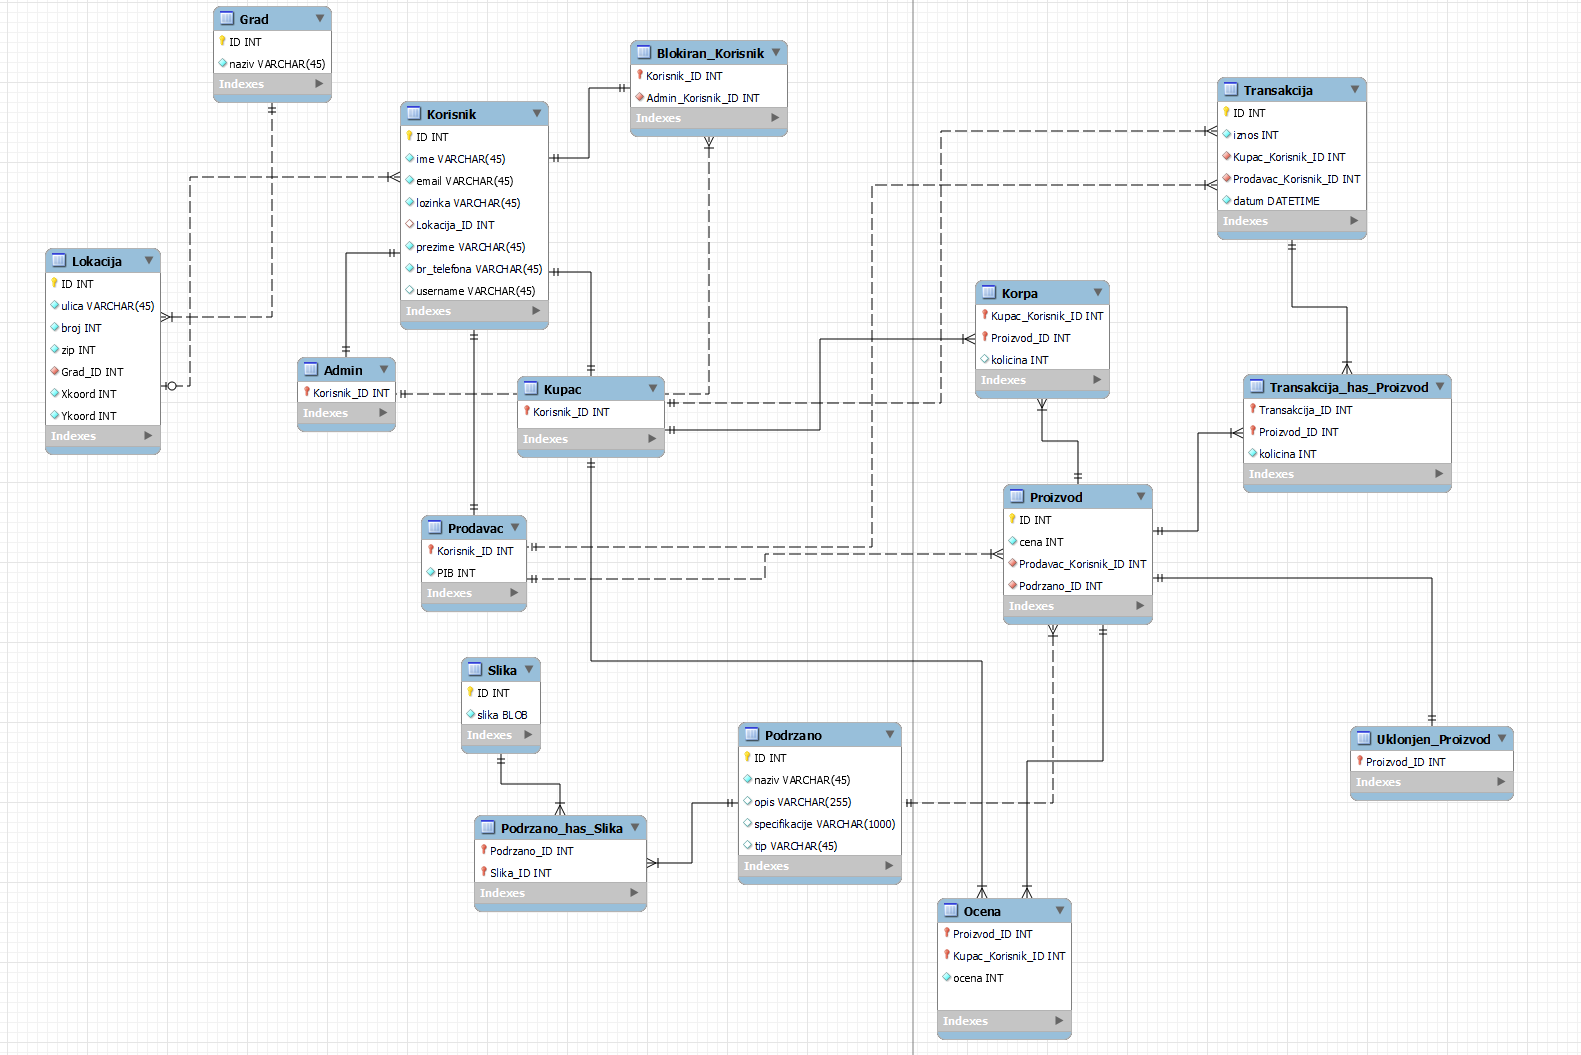 Grad
ID INT
naziv VARCHAR(45)
Indexes
Blokiran_Korisnik
Korisnik_ID INT
Admin_Korisnik_ID INT
Indexes
Korisnik
ID INT
ime VARCHAR(45)
email VARCHAR(45)
lozinka VARCHAR(45)
Lokacija_ID INT
prezime VARCHAR(45)
br_telefona VARCHAR(45)
username VARCHAR(45)
Indexes
Transakcija
ID INT
iznos INT
Kupac_Korisnik_ID INT
Prodavac_Korisnik_ID INT
datum DATETIME
Indexes
Lokacija
ID INT
ulica VARCHAR(45)
broj INT
zip INT
Grad_ID INT
Xkoord INT
Ykoord INT
Indexes
Korpa
Kupac_Korisnik_ID INT
Proizvod_ID INT
kolicina INT
Indexes
Admin
Korisnik_ID INT
Indexes
Kupac
Korisnik_ID INT
Indexes
Transakcija_has_Proizvod
Transakcija_ID INT
Proizvod_ID INT
kolicina INT
Indexes
Proizvod
ID INT
cena INT
Prodavac_Korisnik_ID INT
Podrzano_ID INT
Indexes
Prodavac
Korisnik_ID INT
PIB INT
Indexes
Slika
ID INT
slika BLOB
Indexes
Podrzano
ID INT
naziv VARCHAR(45)
opis VARCHAR(255)
specifikacije VARCHAR(1000)
tip VARCHAR(45)
Indexes
Uklonjen_Proizvod
Proizvod_ID INT
Indexes
Podrzano_has_Slika
Podrzano_ID INT
Slika_ID INT
Indexes
Ocena
Proizvod_ID INT
Kupac_Korisnik_ID INT
ocena INT
Indexes